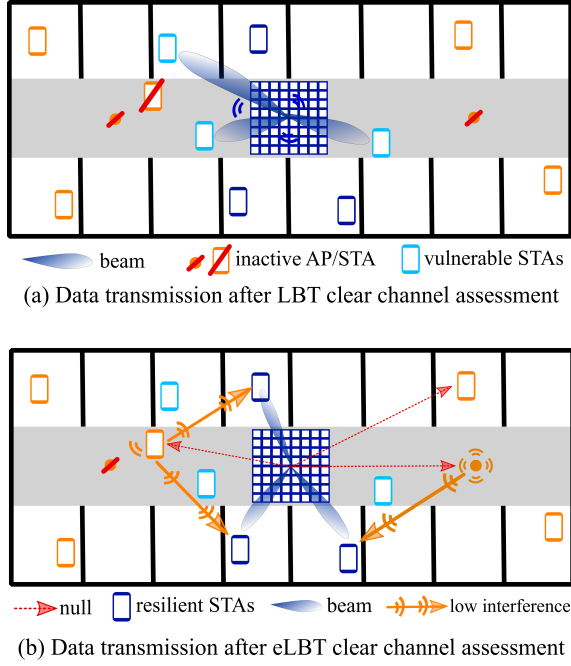 beam inactive AP/STA vulnerable STAs
(a) Data transmission after LBT clear channel assessment
null resilient STAs beam low interference
(b) Data transmission after eLBT clear channel assessment